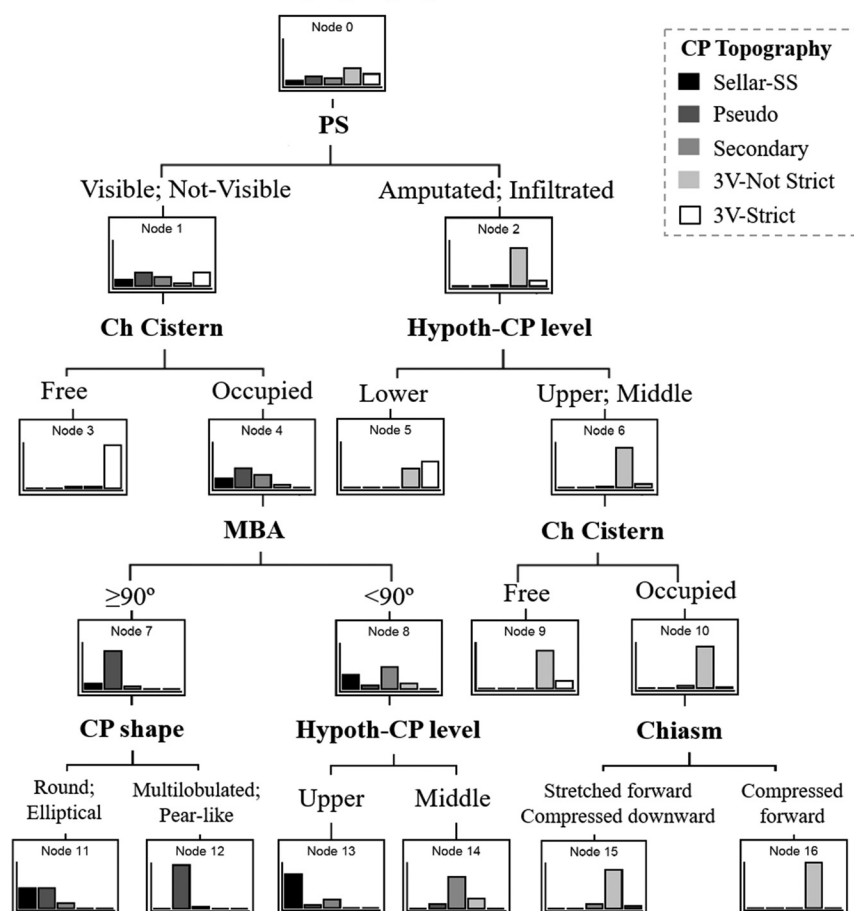 Node 0
CP Topography
Sellar-SS
Pseudo
Secondary
3V-Not Strict
3V-Strict
PS
Visible; Not-Visible
Amputated; Infiltrated
Node 1
Node 2
Ch Cistern
Hypoth-CP level
Free
Occupied
Lower
Upper; Middle
Node 3
Node 4
Node 5
Node 6
MBA
Ch Cistern
≥90º
<90º
Free
Occupied
Node 7
Node 8
Node 9
Node 10
CP shape
Hypoth-CP level
Chiasm
Round;
Elliptical
Multilobulated;
Pear-like
Upper
Middle
Stretched forward
Compressed downward
Compressed
forward
Node 11
Node 12
Node 13
Node 14
Node 15
Node 16